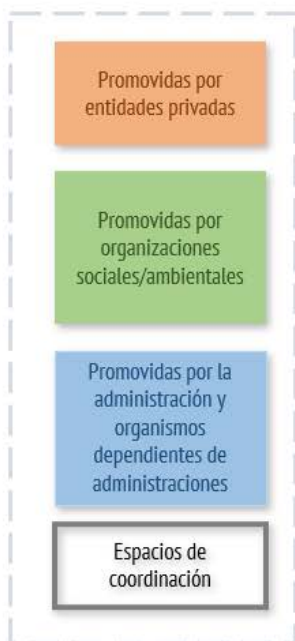 Promovidas por
entidades privadas
Promovidas por
organizaciones
sociales/ambientales
Promovidas por la
administración y
organismos
dependientes de
administraciones
Espacios de
coordinación